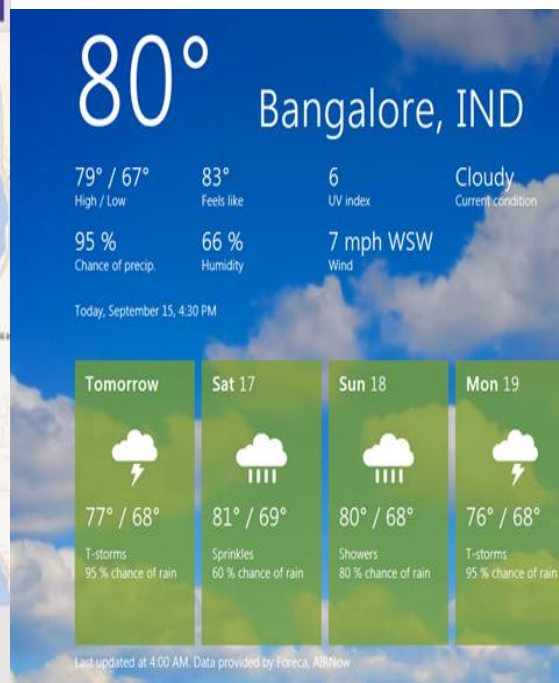 80°
Bangalore, IND
79° / 67°
High / Low
83°
Feels like
6
UV index
Cloudy
Current condition
95 %
Chance of precip.
66 %
Humidity
7 mph WSW
Wind
Today, September 15, 4:30 PM
Tomorrow
77° / 68°
T-storms
95 % chance of rain
Sat 17
81° / 69°
Sprinkles
60 % chance of rain
Sun 18
80° / 68°
Showers
80 % chance of rain
Mon 19
76° / 68°
T-storms
95 % chance of rain
Last updated at 4:00 AM. Data provided by Foreca, AIRNow